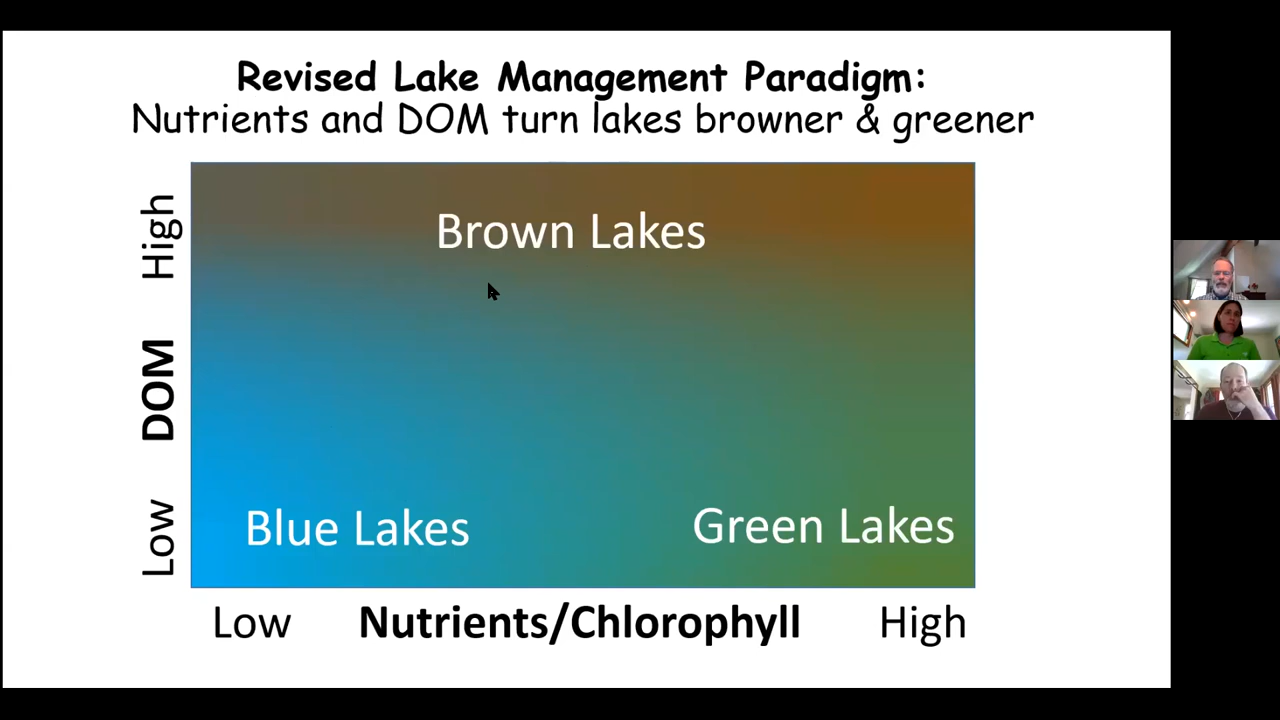 Revised Lake Management Paradigm:
Nutrients and DOM turn lakes browner & greener
High
DOM
Low
Brown Lakes
Blue Lakes
Green Lakes
Low
Nutrients/Chlorophyll
High